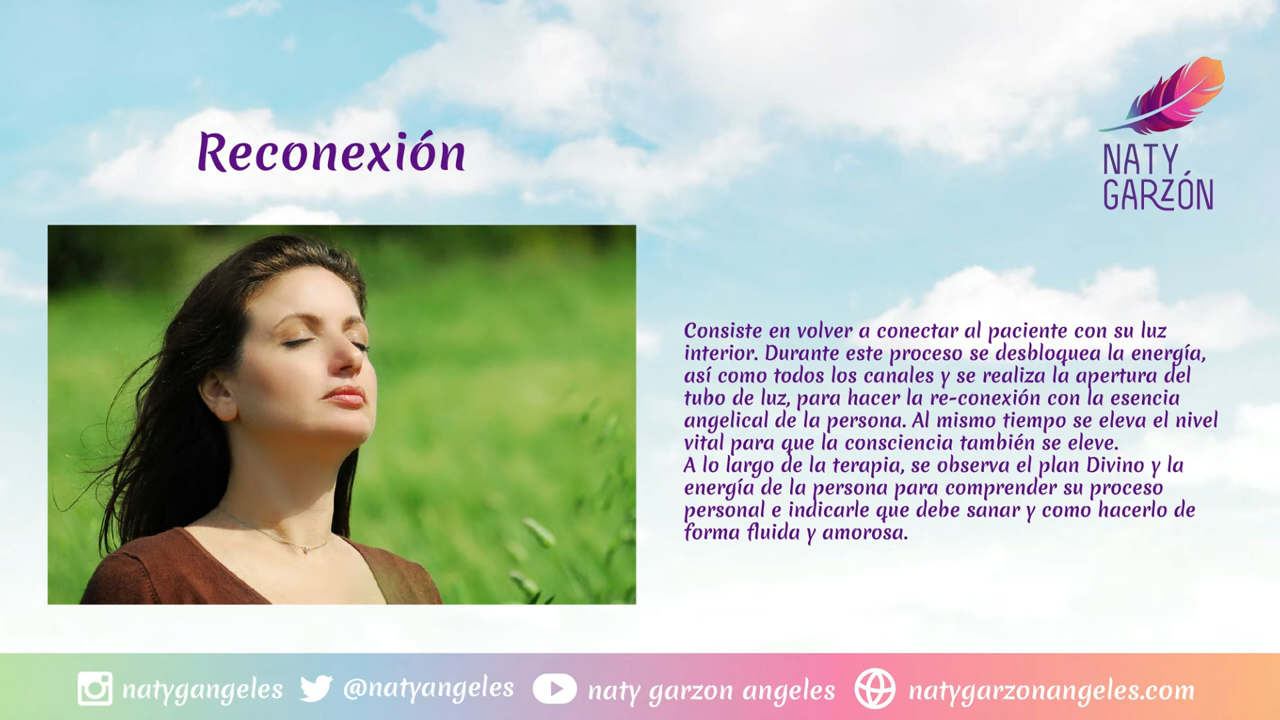 Reconexión
NATY
GARZÓN
Consiste en volver a conectar al paciente con su luz
interior. Durante este proceso se desbloquea la energía,
así como todos los canales y se realiza la apertura del
tubo de luz, para hacer la re-conexión con la esencia
angelical de la persona. Al mismo tiempo se eleva el nivel
vital para que la consciencia también se eleve.
A lo largo de la terapia, se observa el plan Divino y la
energía de la persona para comprender su proceso
personal e indicarle que debe sanar y como hacerlo de
forma fluida y amorosa.
natygangeles @natyangeles naty garzon angeles natygarzonangeles.com